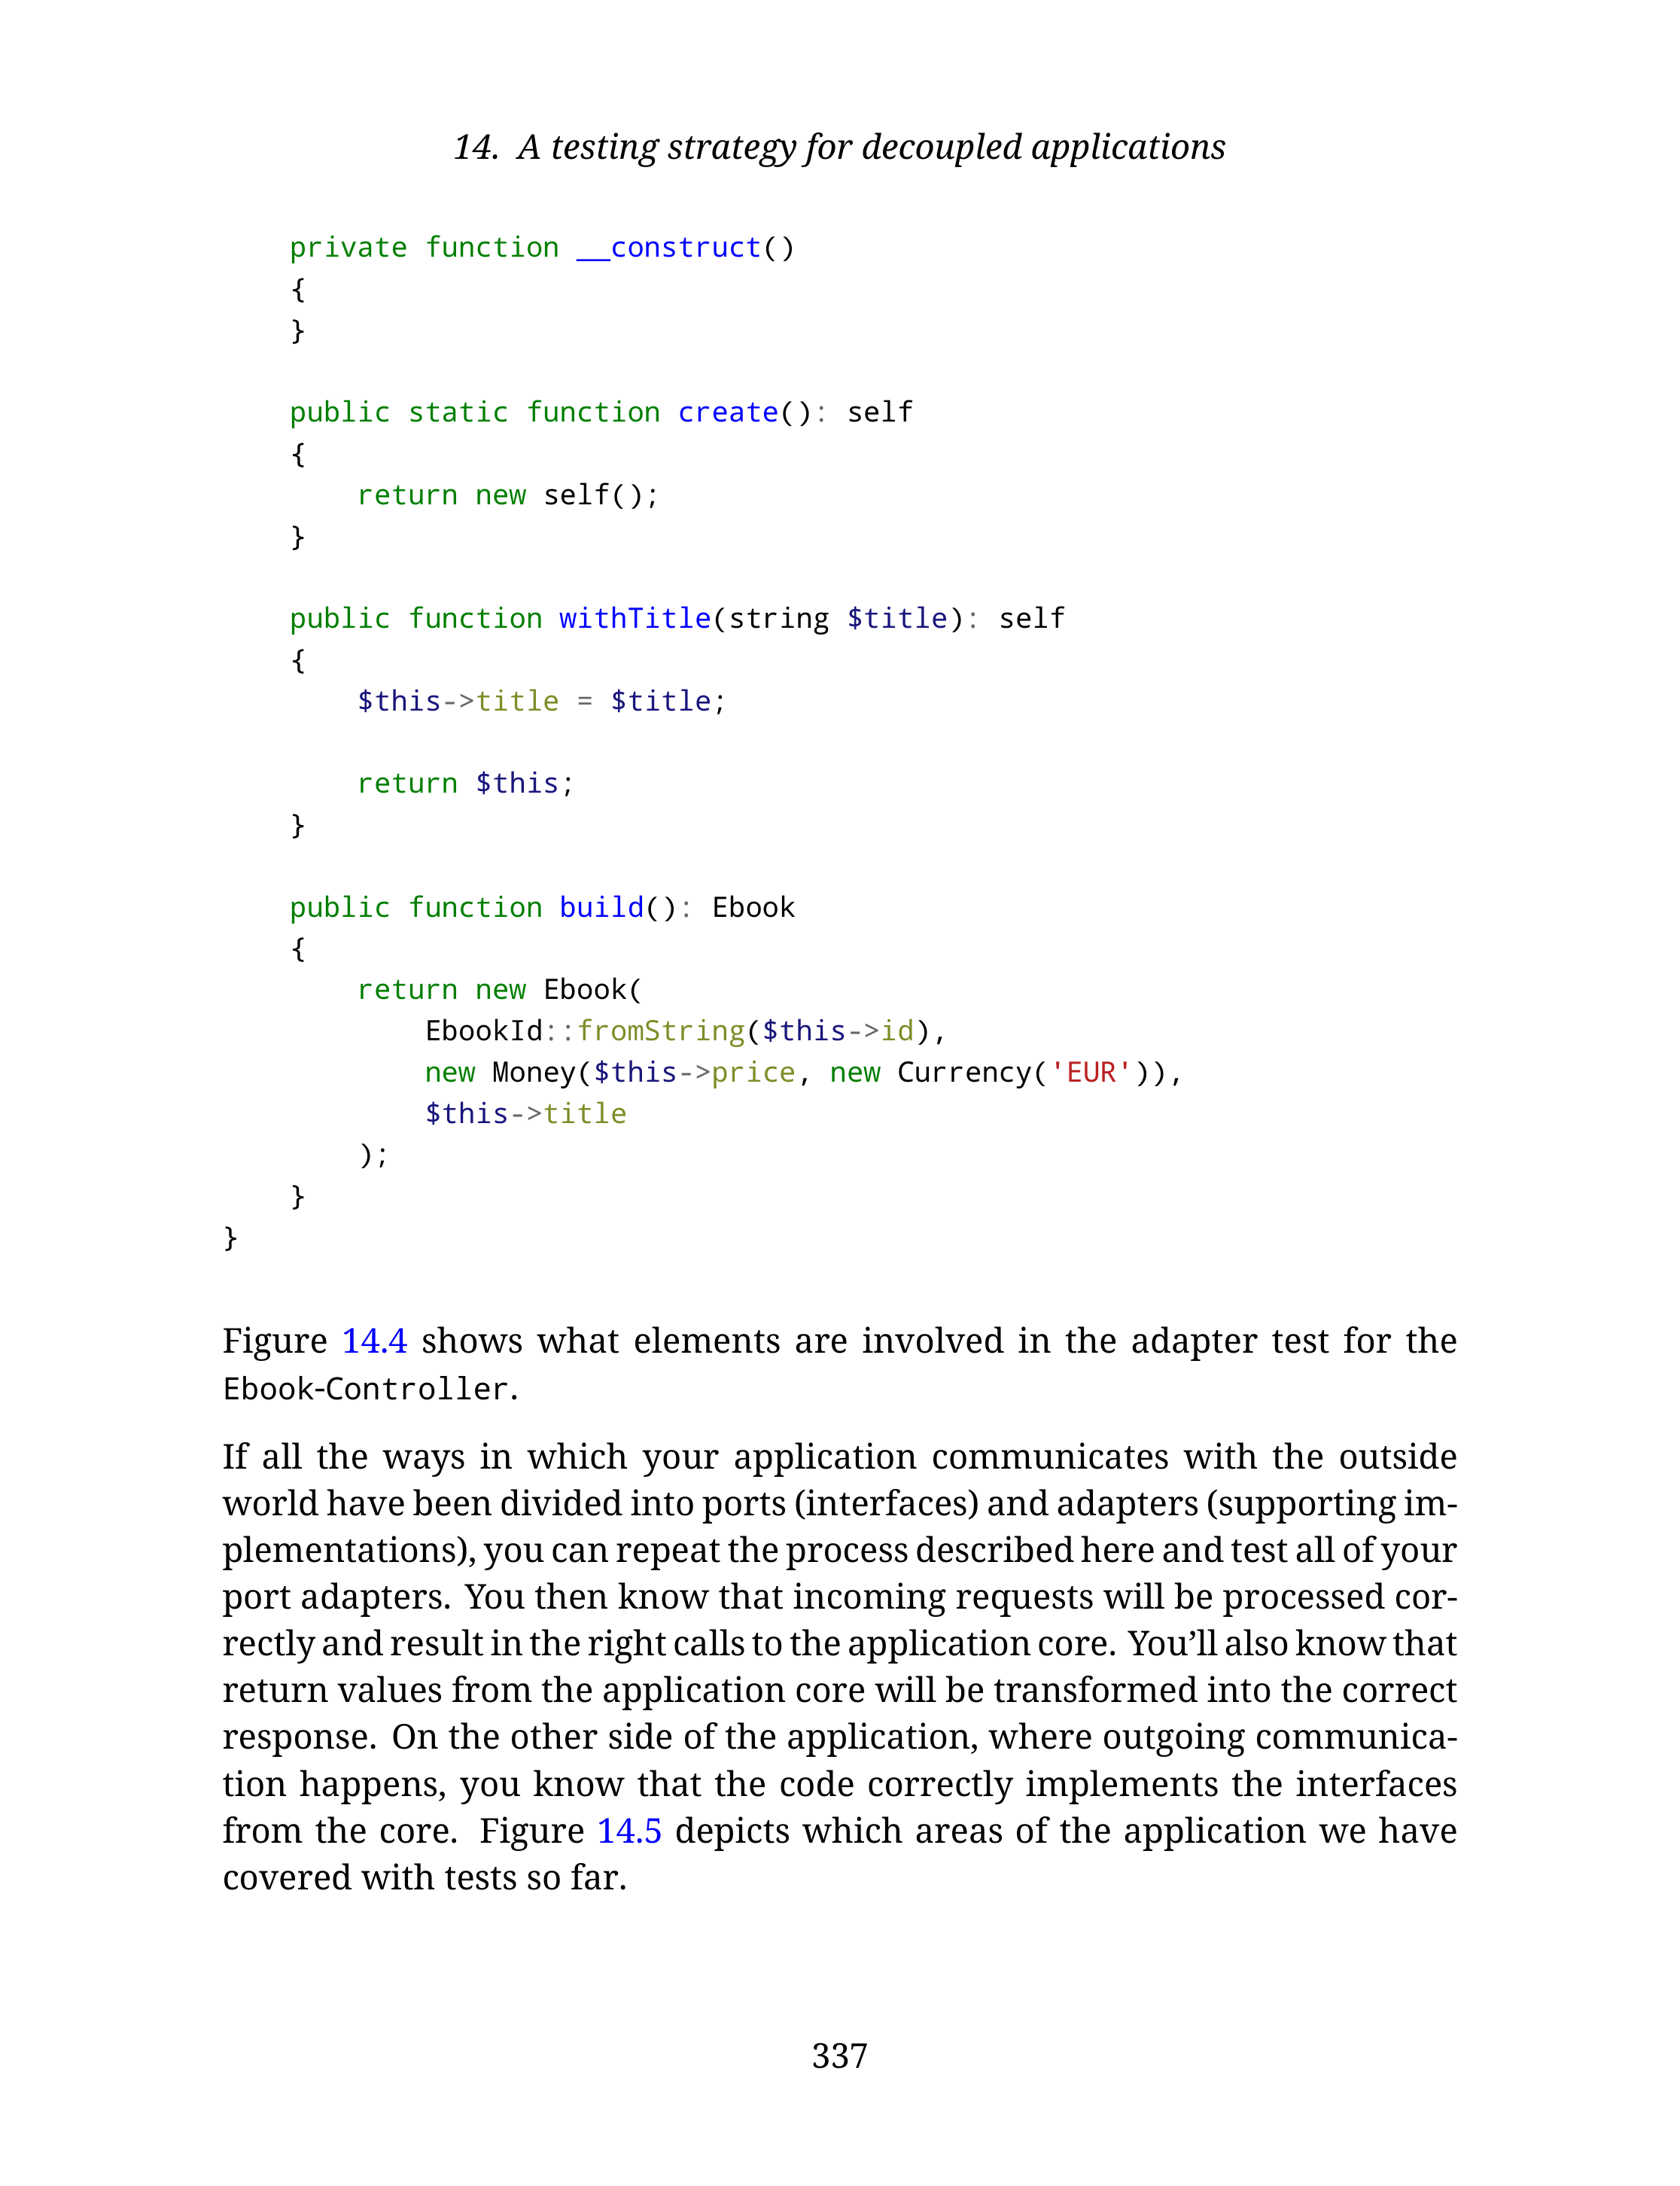 14. A testing strategy for decoupled applications
    private function __construct()
    {
    }

    public static function create(): self
    {
        return new self();
    }

    public function withTitle(string $title): self
    {
        $this->title = $title;

        return $this;
    }

    public function build(): Ebook
    {
        return new Ebook(
            EbookId::fromString($this->id),
            new Money($this->price, new Currency('EUR')),
            $this->title
        );
    }
}
Figure 14.4 shows what elements are involved in the adapter test for the
Ebook-Controller.
If all the ways in which your application communicates with the outside
world have been divided into ports (interfaces) and adapters (supporting im-
plementations), you can repeat the process described here and test all of your
port adapters. You then know that incoming requests will be processed cor-
rectly and result in the right calls to the application core. You’ll also know that
return values from the application core will be transformed into the correct
response. On the other side of the application, where outgoing communica-
tion happens, you know that the code correctly implements the interfaces
from the core. Figure 14.5 depicts which areas of the application we have
covered with tests so far.
337